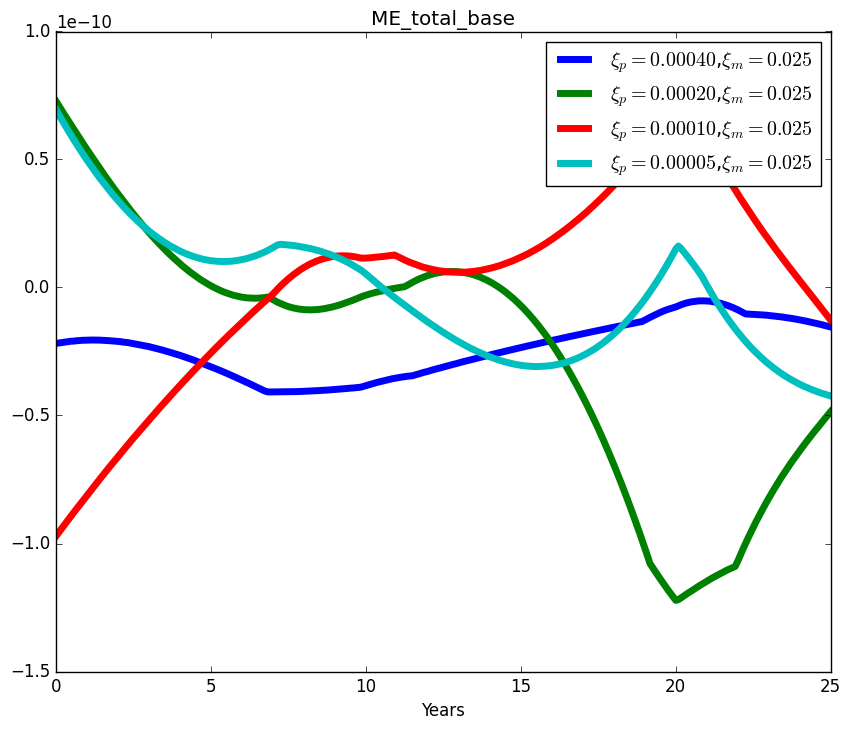 ME_total_base
1e−10
1.0
0.5
0.0
−0.5
−1.0
−1.5
ξp = 0.00040,ξm = 0.025
ξp = 0.00020,ξm = 0.025
ξp = 0.00010,ξm = 0.025
ξp = 0.00005,ξm = 0.025
0 5 10 15 20 25
Years